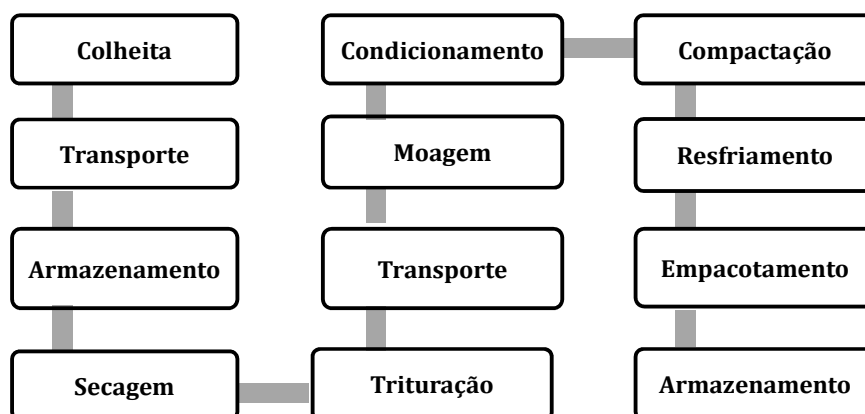 Colheita
Transporte
Armazenamento
Secagem
Trituração
Transporte
Moagem
Condicionamento
Compactação
Resfriamento
Empacotamento
Armazenamento